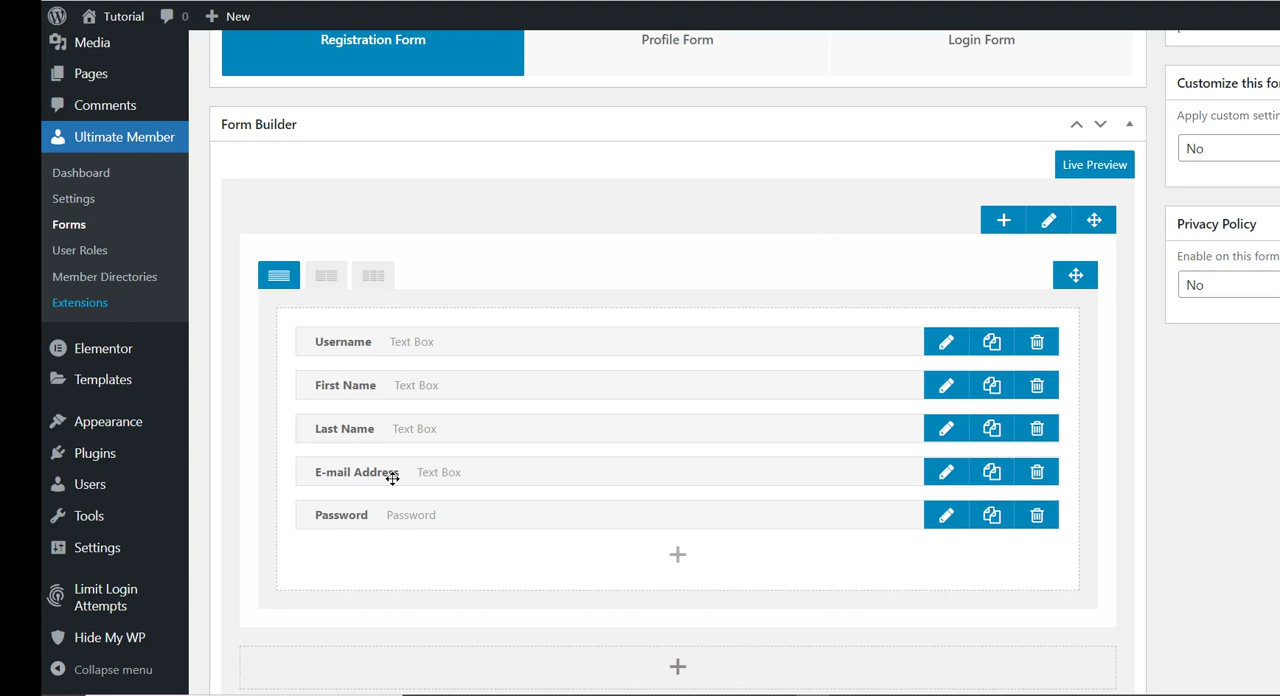 Tutorial 0 New
Media
Pages
Comments
Ultimate Member
Dashboard
Settings
Forms
User Roles
Member Directories
Extensions
Elementor
Templates
Appearance
Plugins
Users
Tools
Settings
Limit Login
Attempts
Hide My WP
Collapse menu
Registration Form Profile Form Login Form
Form Builder
Live Preview
Username Text Box
First Name Text Box
Last Name Text Box
E-mail Address Text Box
Password Password
Customize this fo
Apply custom settin
No
Privacy Policy
Enable on this form
No